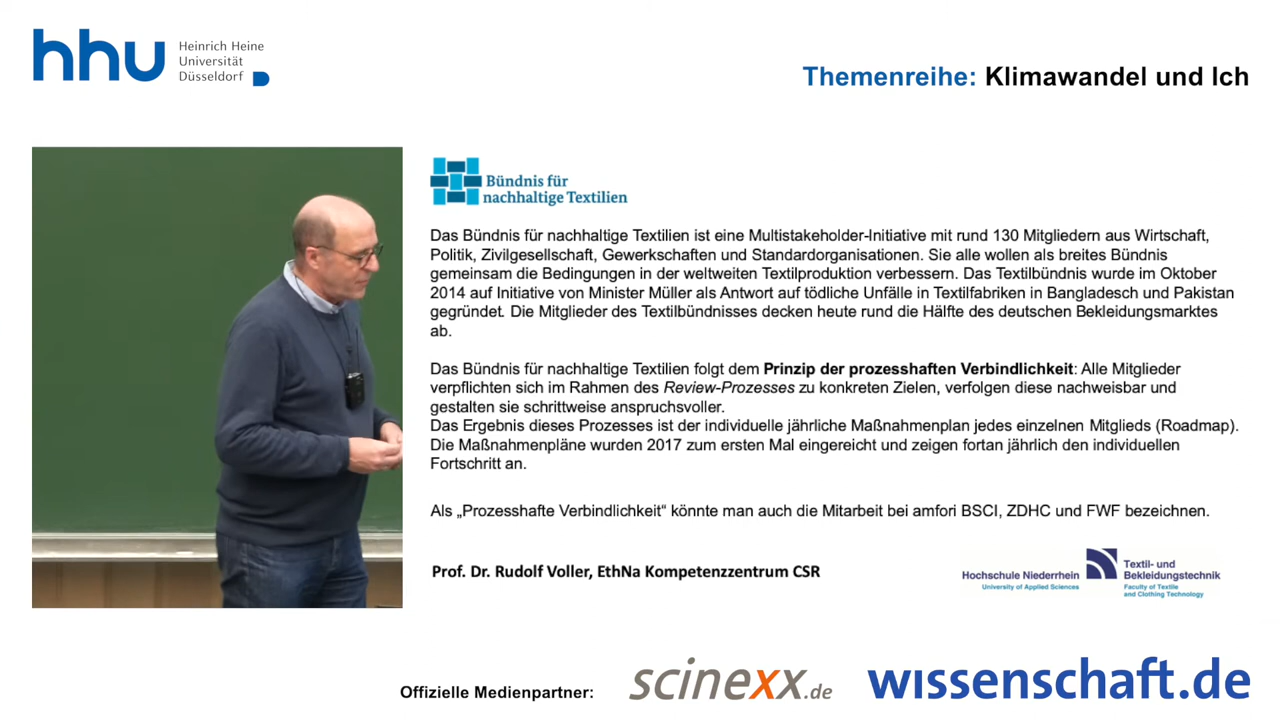 hhu Heinrich Heine
Universität
Düsseldorf
Themenreihe: Klimawandel und Ich
Bündnis für
nachhaltige Textilien
Das Bündnis für nachhaltige Textilien ist eine Multistakeholder-Initiative mit rund 130 Mitgliedern aus Wirtschaft,
Politik, Zivilgesellschaft, Gewerkschaften und Standardorganisationen. Sie alle wollen als breites Bündnis
gemeinsam die Bedingungen in der weltweiten Textilproduktion verbessern. Das Textilbündnis wurde im Oktober
2014 auf Initiative von Minister Müller als Antwort auf tödliche Unfälle in Textilfabriken in Bangladesch und Pakistan
gegründet. Die Mitglieder des Textilbündnisses decken heute rund die Hälfte des deutschen Bekleidungsmarktes
ab.
Das Bündnis für nachhaltige Textilien folgt dem Prinzip der prozesshaften Verbindlichkeit: Alle Mitglieder
verpflichten sich im Rahmen des Review-Prozesses zu konkreten Zielen, verfolgen diese nachweisbar und
gestalten sie schrittweise anspruchsvoller.
Das Ergebnis dieses Prozesses ist der individuelle jährliche Maßnahmenplan jedes einzelnen Mitglieds (Roadmap).
Die Maßnahmenpläne wurden 2017 zum ersten Mal eingereicht und zeigen fortan jährlich den individuellen
Fortschritt an.
Als „Prozesshafte Verbindlichkeit“ könnte man auch die Mitarbeit bei amfori BSCI, ZDHC und FWF bezeichnen.
Prof. Dr. Rudolf Voller, EthNa Kompetenzzentrum CSR
Hochschule Niederrhein
University of Applied Sciences
Textil- und
Bekleidungstechnik
Faculty of Textile
and Clothing Technology
Offizielle Medienpartner: scinexx.de wissenschaft.de